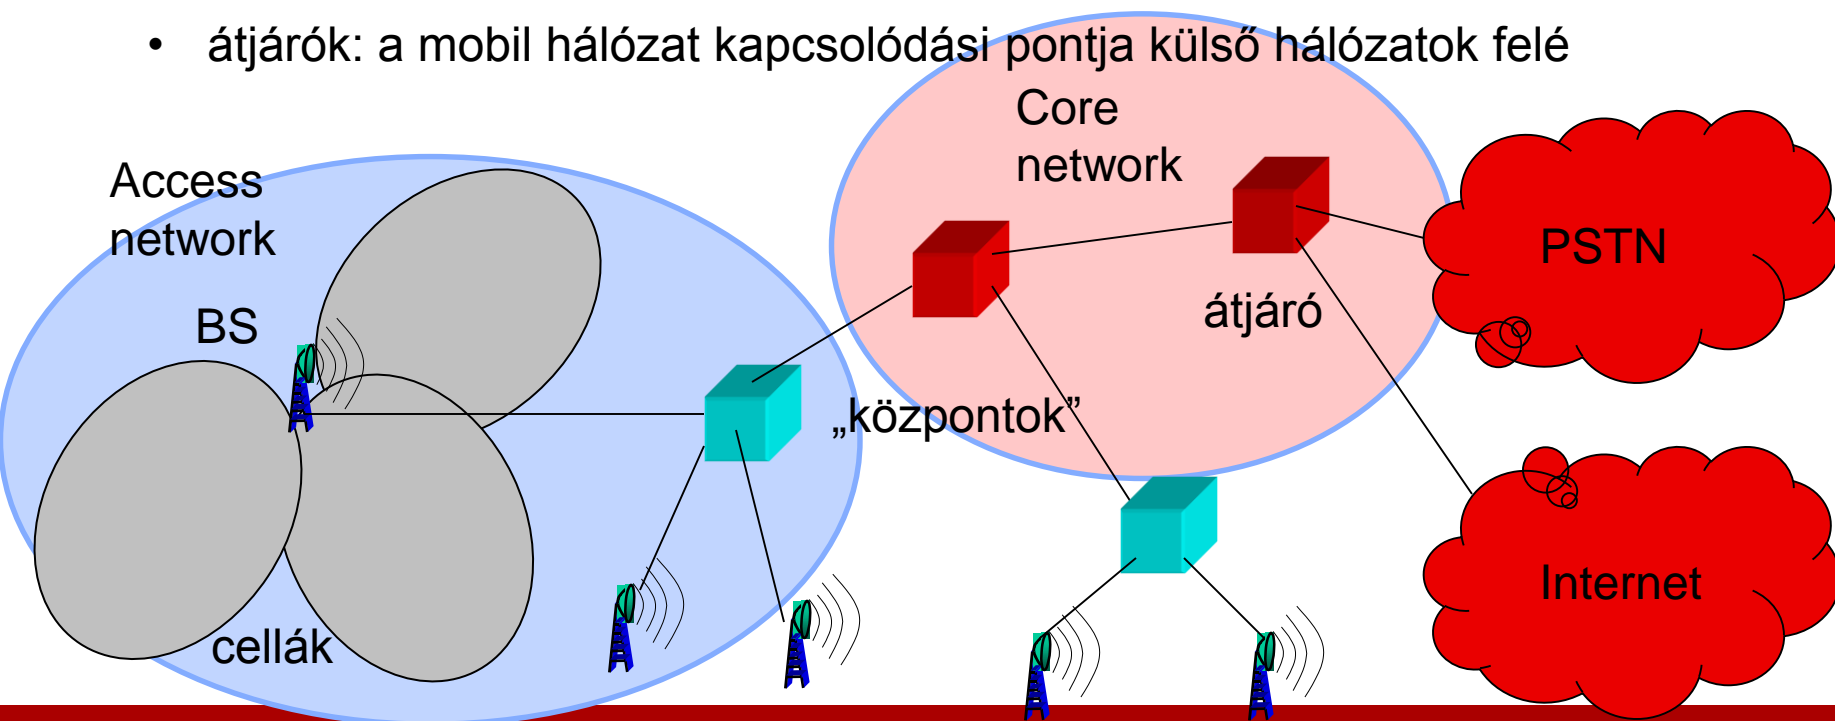 • átjárók: a mobil hálózat kapcsolódási pontja külső hálózatok felé
Core
network
Access
network
PSTN
BS
átjáró
„központok”
Internet
cellák